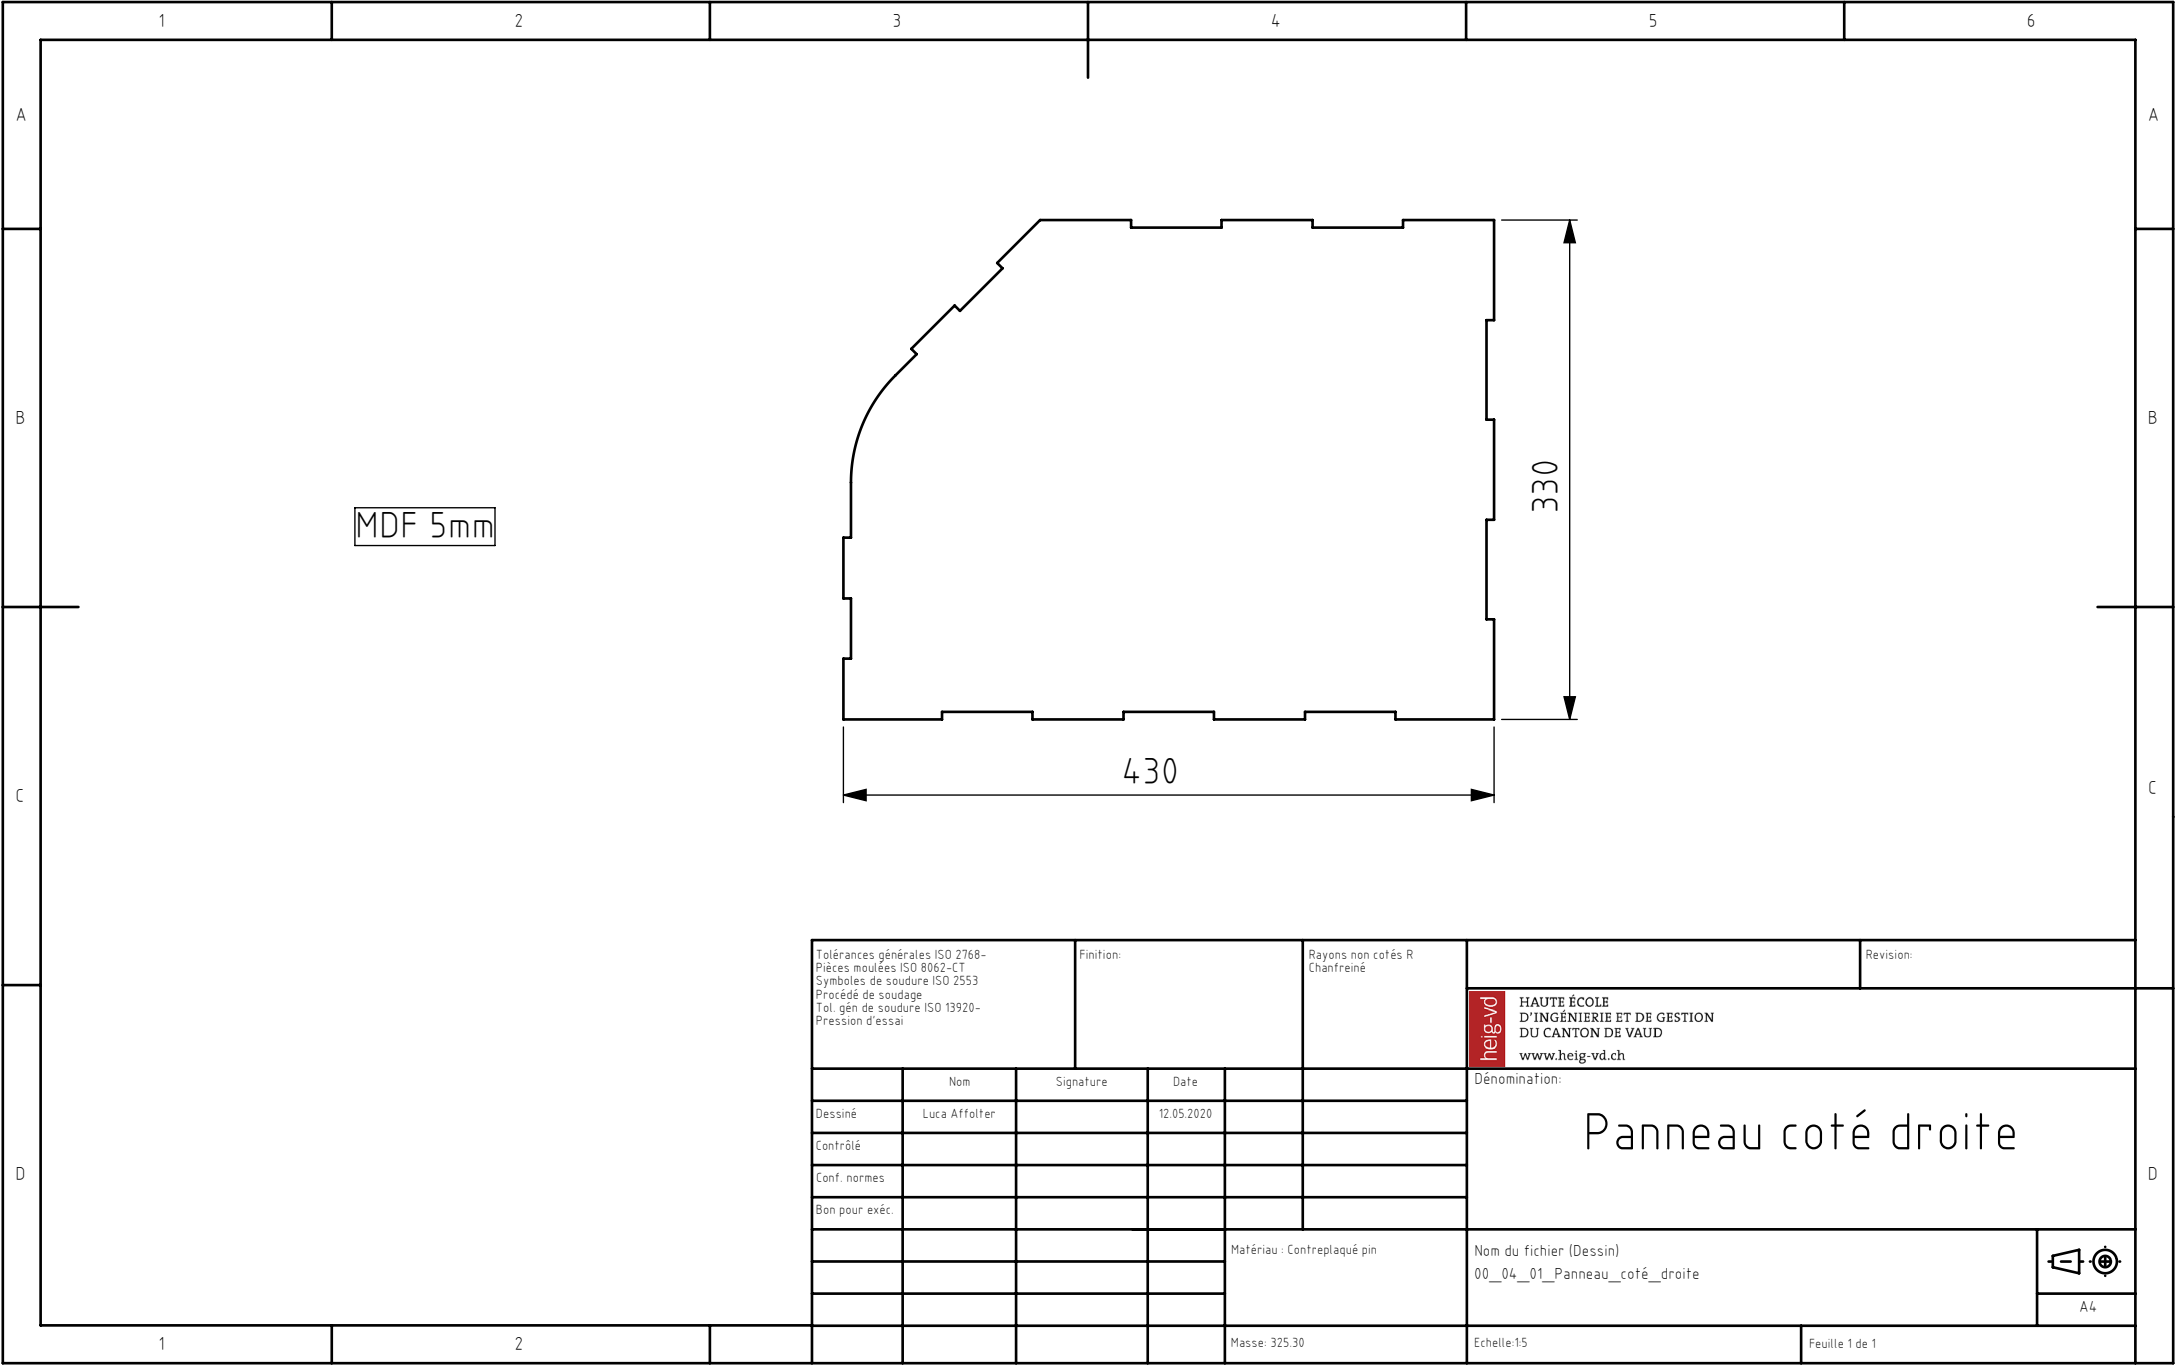 1 2 3 4 5 6
A A
B B
330
MDF 5mm
430
C C
Tolérances générales ISO 2768-
Pièces moulées ISO 8062-CT
Symboles de soudure ISO 2553
Procédé de soudage
Tol. gén de soudure ISO 13920-
Pression d'essai
Finition:
Rayons non cotés R
Chanfreiné
Revision:
heig-vd
HAUTE ÉCOLE
D'INGÉNIERIE ET DE GESTION
DU CANTON DE VAUD
www.heig-vd.ch
Nom Signature Date
Dessiné Luca Affolter 12.05.2020
Contrôlé
Conf. normes
Bon pour exéc.
Dénomination:
Panneau coté droite
D D
Matériau : Contreplaqué pin
Nom du fichier (Dessin)
00_04_01_Panneau_coté_droite
A4
Masse: 325.30
Echelle:1:5
Feuille 1 de 1
1 2